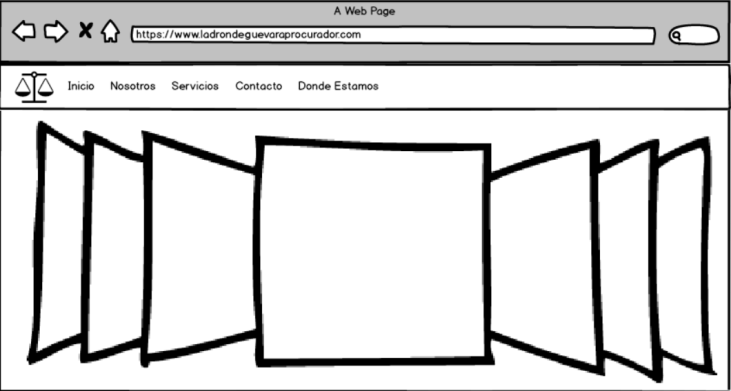 A Web Page
https://www.ladrondeguevaraprocurador.com
Inicio Nosotros Servicios Contacto Donde Estamos